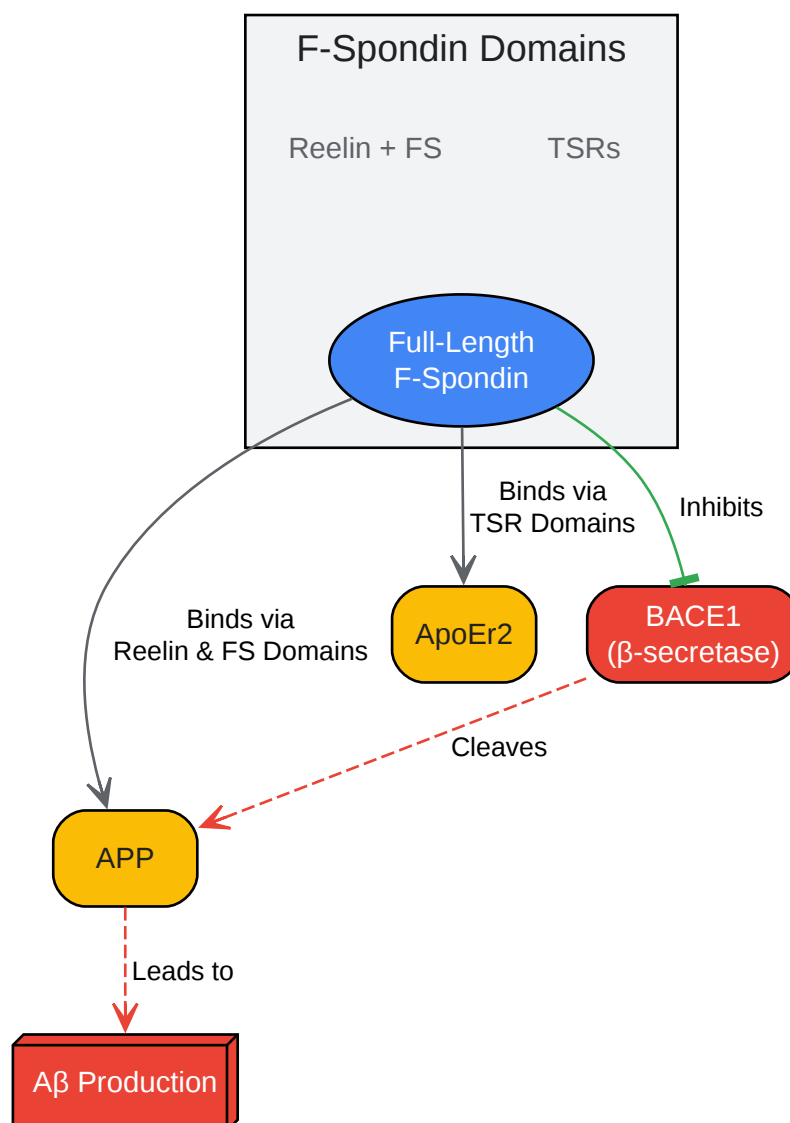 F-Spondin Domains
Reelin + FS
TSRs
Full-Length
F-Spondin
Binds via
TSR Domains
Inhibits
Binds via
Reelin & FS Domains
ApoEr2
BACE1
(β-secretase)
Cleaves
APP
Leads to
Aβ Production